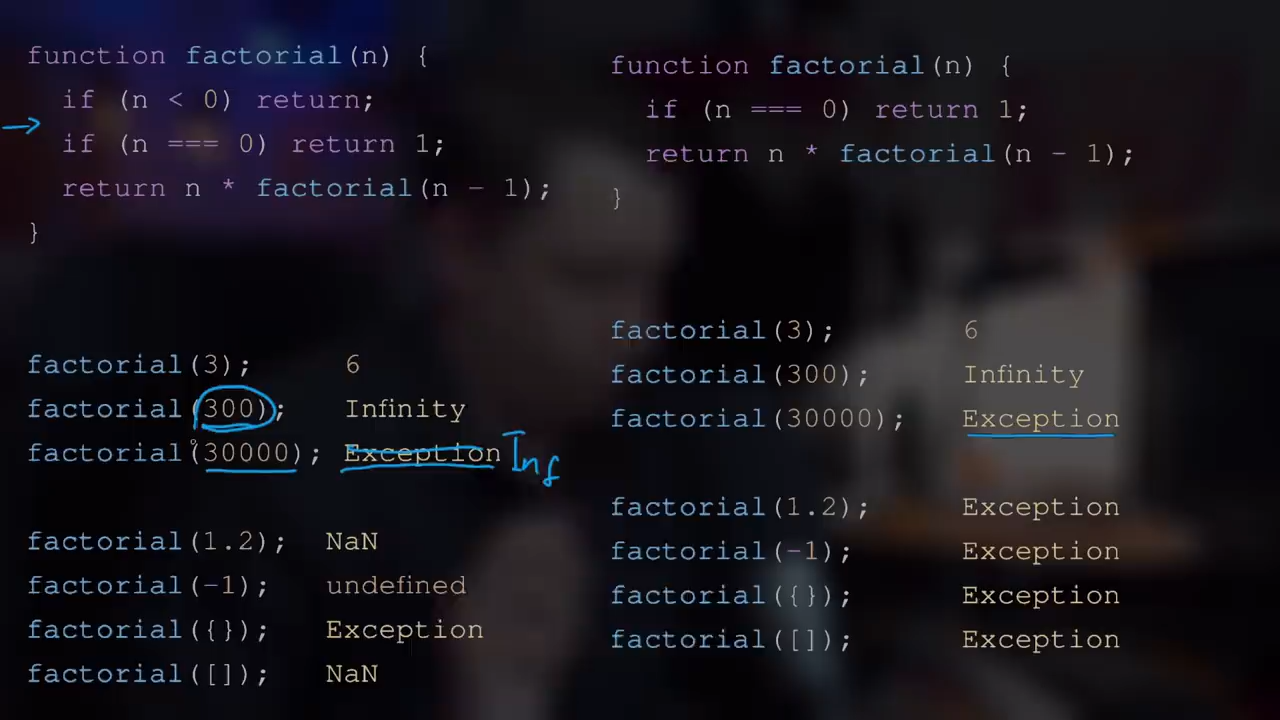 function factorial(n) {
if (n < 0) return;
if (n === 0) return 1;
return n * factorial(n - 1);
}
factorial(3); 6
factorial(300); Infinity
factorial(30000); Exception Inf
factorial(1.2); NaN
factorial(-1); undefined
factorial({}); Exception
factorial([]); NaN
function factorial(n) {
if (n === 0) return 1;
return n * factorial(n - 1);
}
factorial(3); 6
factorial(300); Infinity
factorial(30000); Exception
factorial(1.2); Exception
factorial(-1); Exception
factorial({}); Exception
factorial([]); Exception